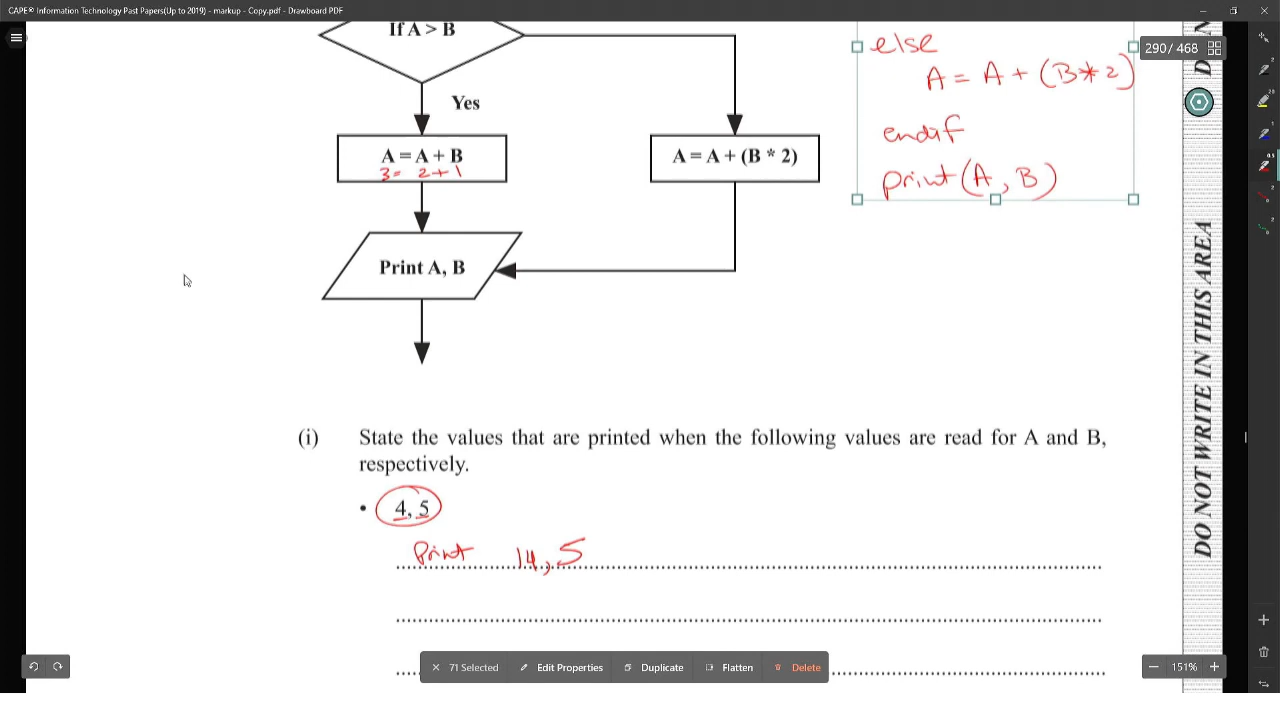 CAPE® Information Technology Past Papers(Up to 2019) - markup - Copy.pdf - Drawboard PDF
290 / 468
If A > B
else
A = A + (B * 2)
Yes
endif
A = A + B
3 = 2 + 1
A = A + (B * 2)
print (A, B)
Print A, B
DO NOT WRITE IN THIS AREA
(i) State the values that are printed when the following values are read for A and B,
respectively.
• 4, 5
Print 14, 5
71 Selected Edit Properties Duplicate Flatten Delete
151%